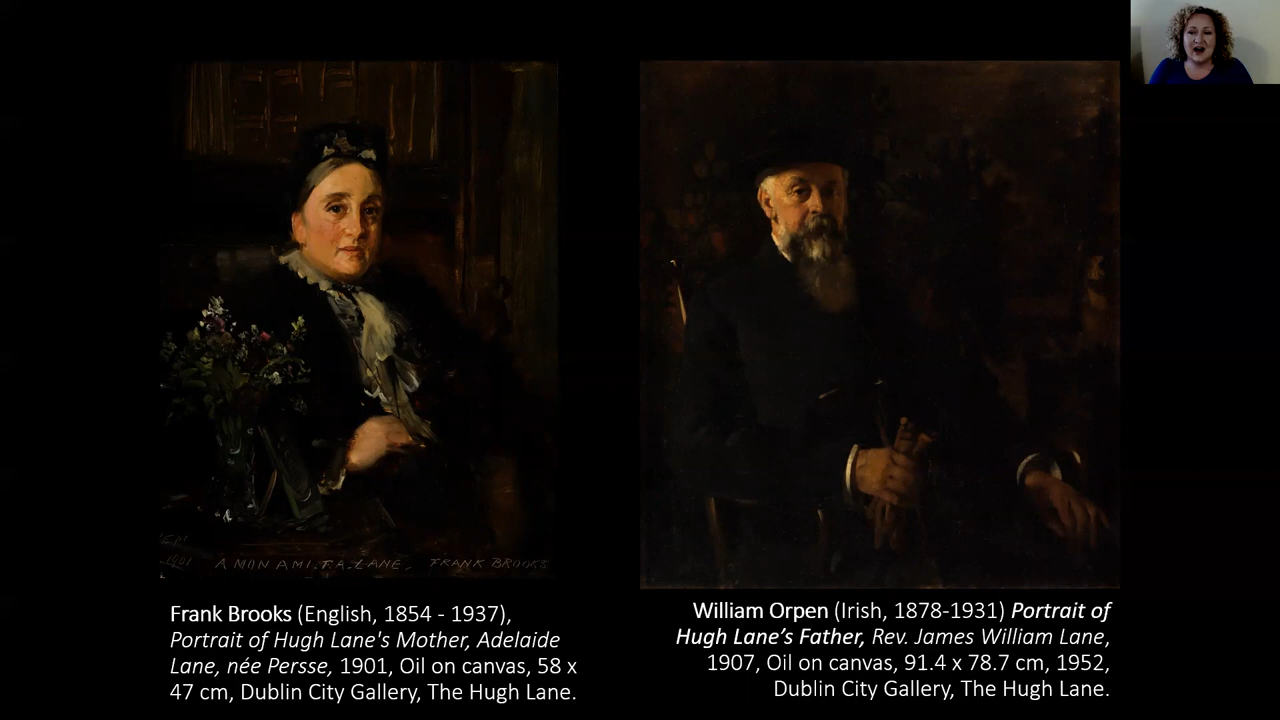 SEPT
1901 A MON AMI. F.A. LANE, FRANK BROOKS
Frank Brooks (English, 1854 - 1937),
Portrait of Hugh Lane's Mother, Adelaide
Lane, née Persse, 1901, Oil on canvas, 58 x
47 cm, Dublin City Gallery, The Hugh Lane.
William Orpen (Irish, 1878-1931) Portrait of
Hugh Lane’s Father, Rev. James William Lane,
1907, Oil on canvas, 91.4 x 78.7 cm, 1952,
Dublin City Gallery, The Hugh Lane.